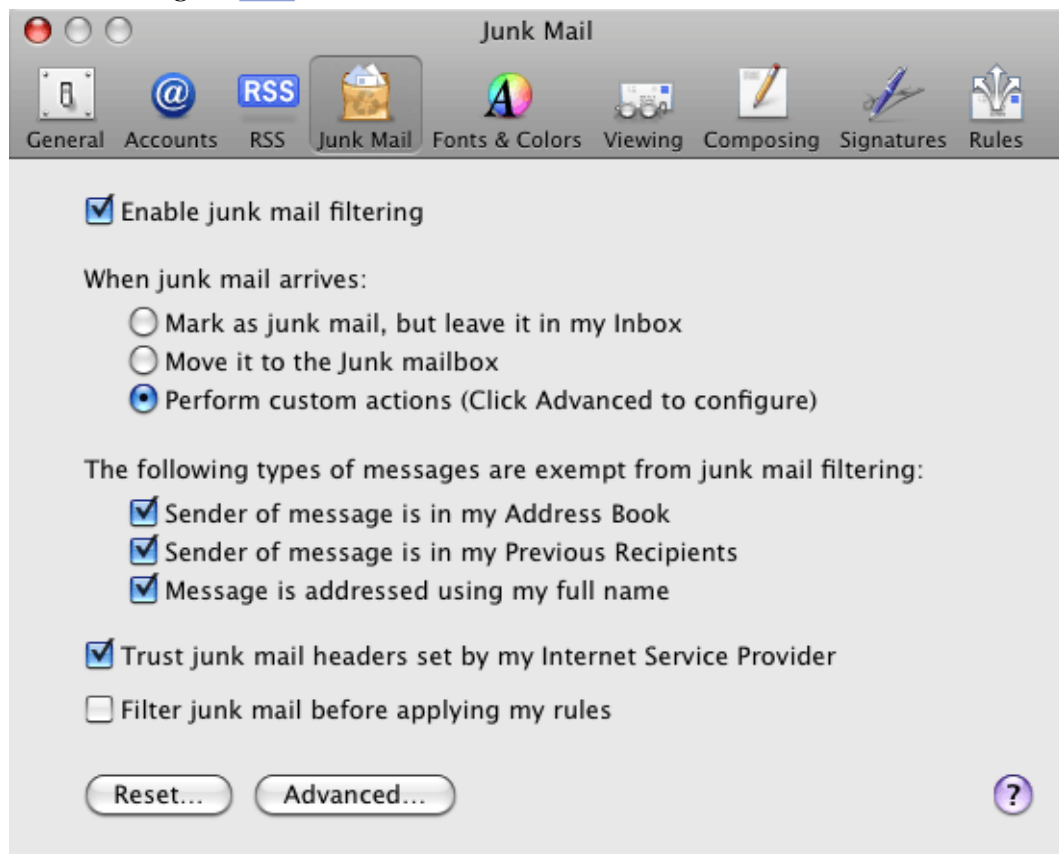 Junk Mail
RSS
General Accounts RSS Junk Mail Fonts & Colors Viewing Composing Signatures Rules
Enable junk mail filtering
When junk mail arrives:
Mark as junk mail, but leave it in my Inbox
Move it to the Junk mailbox
Perform custom actions (Click Advanced to configure)
The following types of messages are exempt from junk mail filtering:
Sender of message is in my Address Book
Sender of message is in my Previous Recipients
Message is addressed using my full name
Trust junk mail headers set by my Internet Service Provider
Filter junk mail before applying my rules
Reset... Advanced... ?